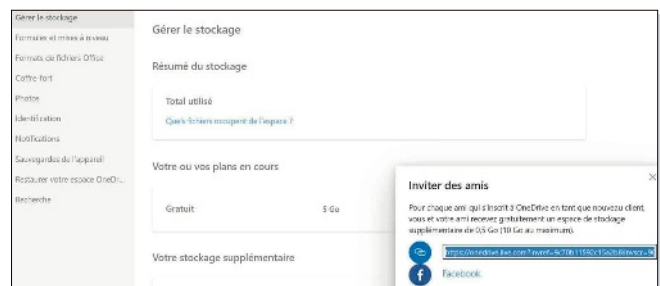 Gérer le stockage
Formules et mises à niveau
Formats de fichiers Office
Coffre-fort
Photos
Identification
Notifications
Sauvegardes de l'appareil
Restaurer votre espace OneDr...
Recherche
Gérer le stockage
Résumé du stockage
Total utilisé
Quels fichiers occupent de l'espace ?
Votre ou vos plans en cours
Gratuit 5 Go
Votre stockage supplémentaire
Inviter des amis
Pour chaque ami qui s'inscrit à OneDrive en tant que nouveau client,
vous et votre ami recevez gratuitement un espace de stockage
supplémentaire de 0,5 Go (10 Go au maximum).
Facebook